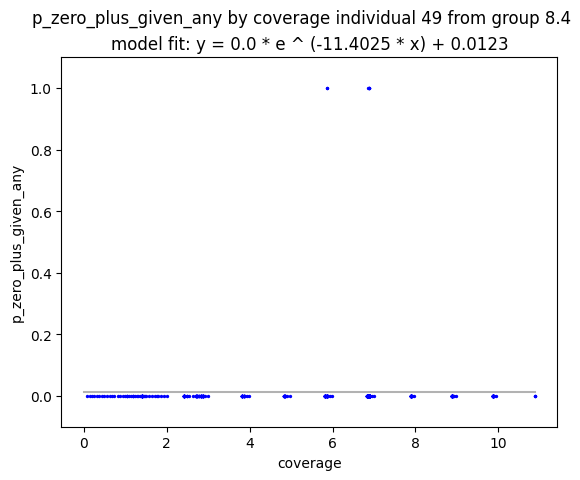 p_zero_plus_given_any by coverage individual 49 from group 8.4
model fit: y = 0.0 * e ^ (-11.4025 * x) + 0.0123
1.0
0.8
0.6
0.4
0.2
0.0
p_zero_plus_given_any
0 2 4 6 8 10
coverage